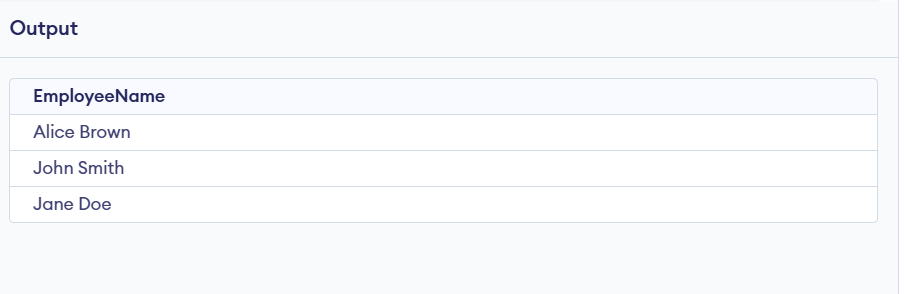 Output
EmployeeName
Alice Brown
John Smith
Jane Doe